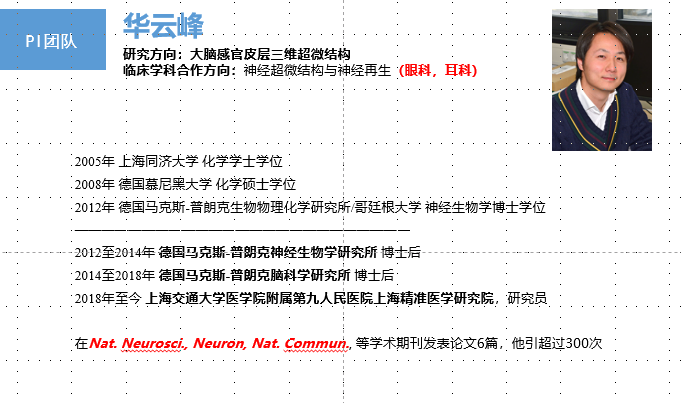 PI团队
华云峰
研究方向：大脑感官皮层三维超微结构
临床学科合作方向：神经超微结构与神经再生（眼科，耳科）
2005年 上海同济大学 化学学士学位
2008年 德国慕尼黑大学 化学硕士学位
2012年 德国马克斯-普朗克生物物理化学研究所/哥廷根大学 神经生物学博士学位
2012至2014年 德国马克斯-普朗克神经生物学研究所 博士后
2014至2018年 德国马克斯-普朗克脑科学研究所 博士后
2018年至今 上海交通大学医学院附属第九人民医院上海精准医学研究院，研究员
在Nat. Neurosci., Neuron, Nat. Commun., 等学术期刊发表论文6篇，他引超过300次